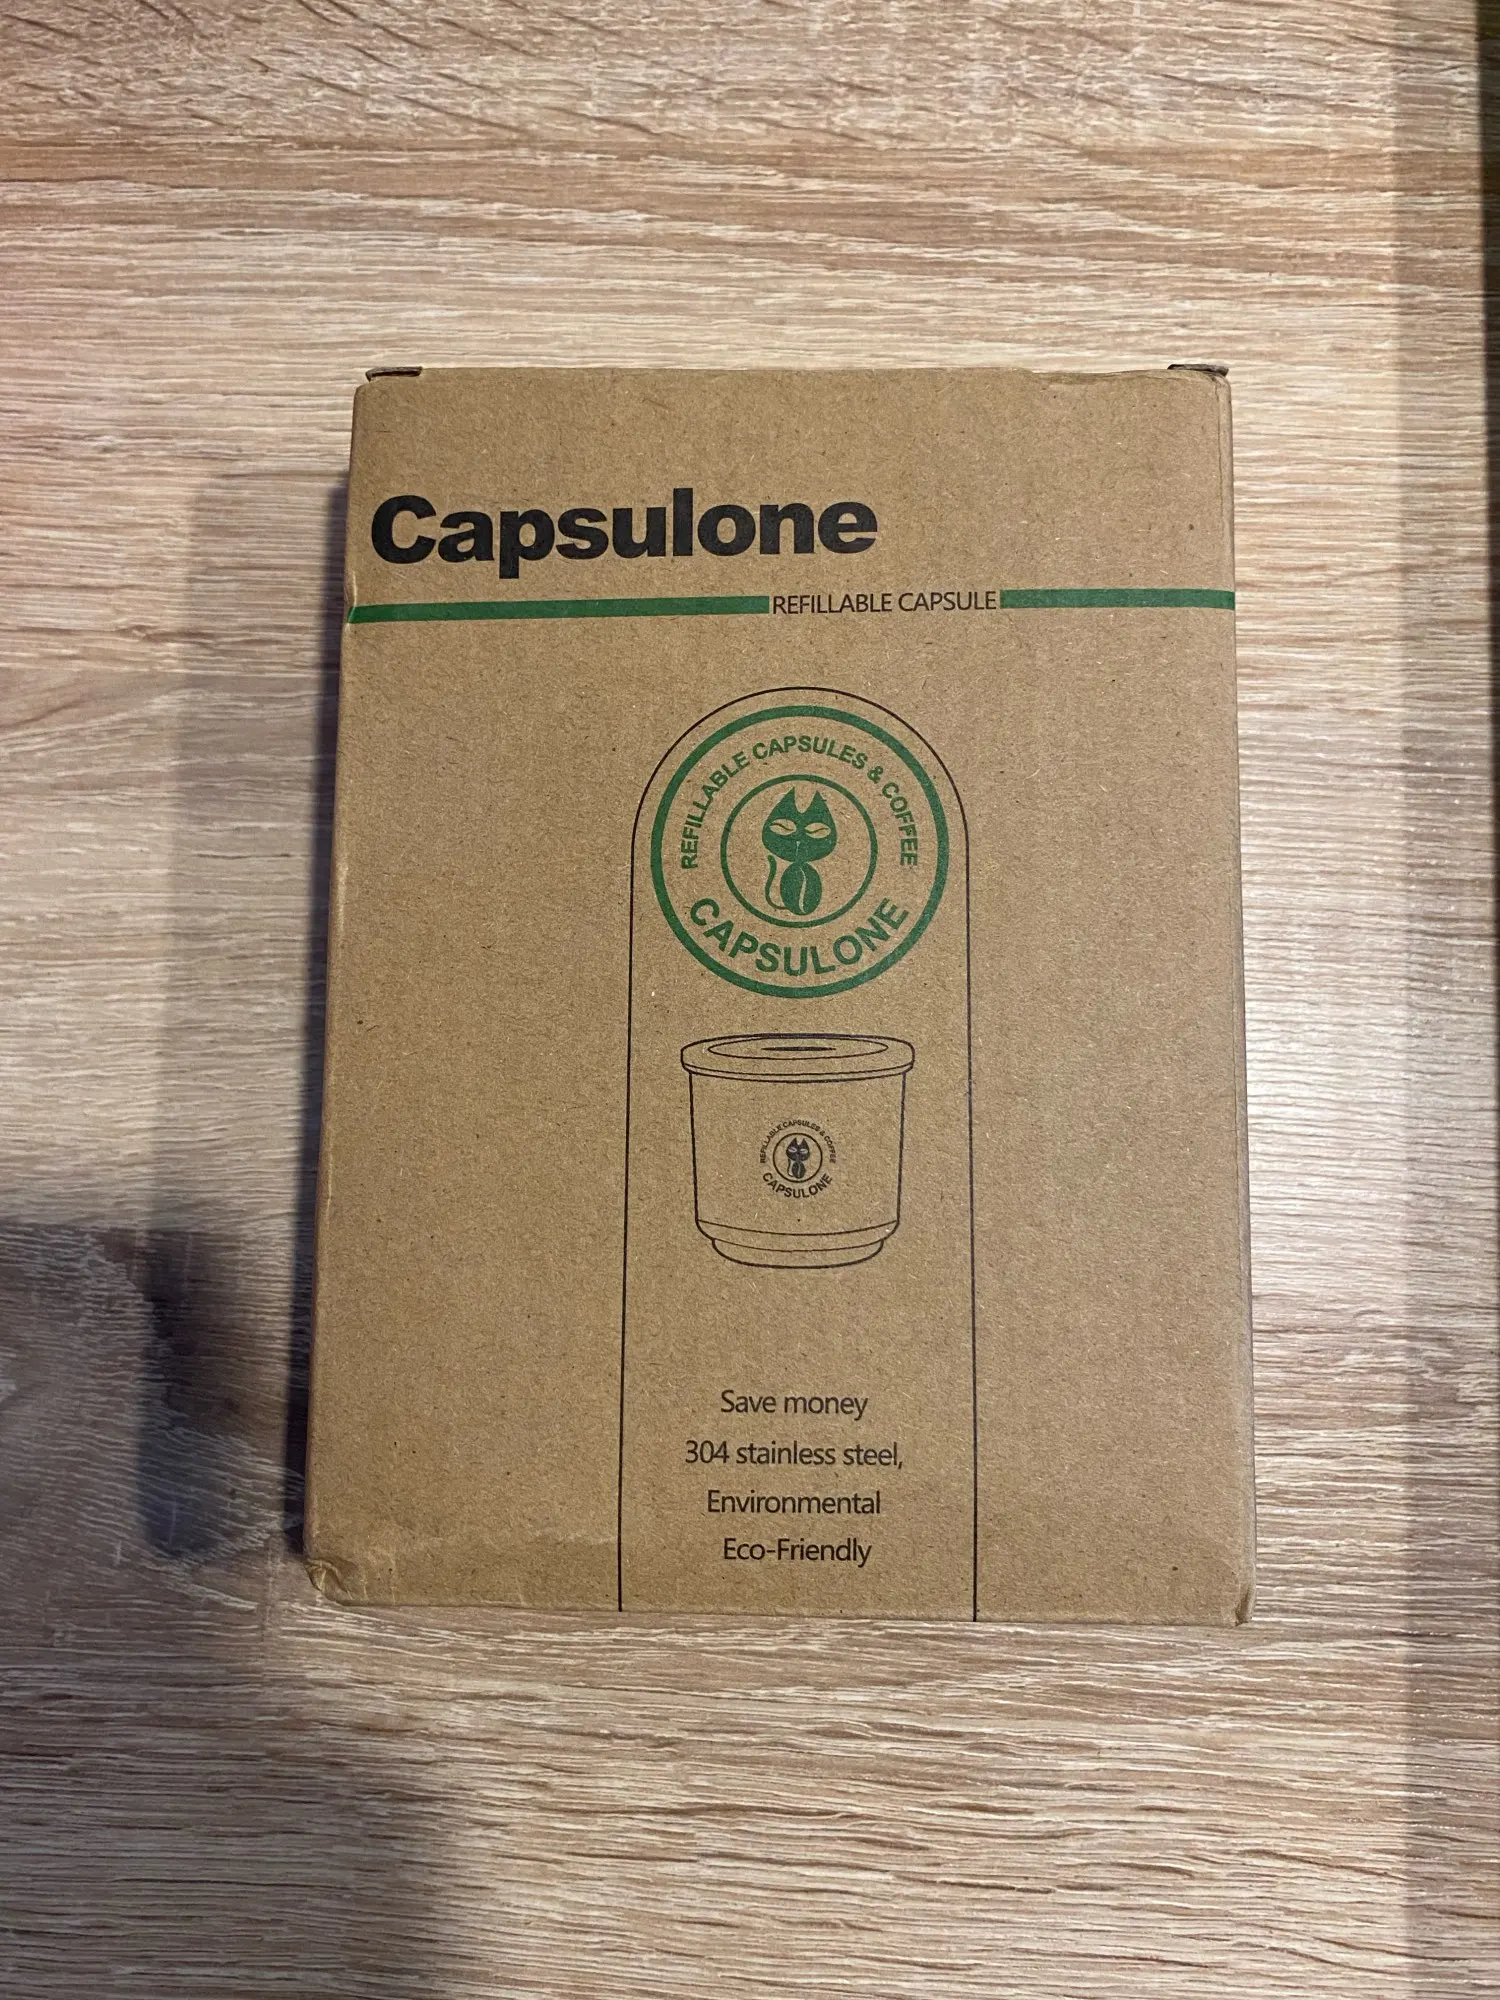 Capsulone
REFILLABLE CAPSULE
REFILLABLE CAPSULES & COFFEE
CAPSULONE
REFILLABLE CAPSULES & COFFEE
CAPSULONE
Save money
304 stainless steel,
Environmental
Eco-Friendly